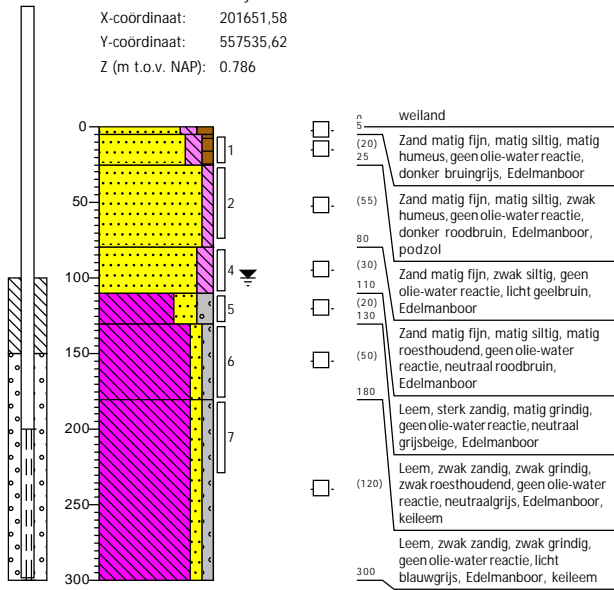 X-coördinaat: 201651,58
Y-coördinaat: 557535,62
Z (m t.o.v. NAP): 0.786
0
50
100
150
200
250
300
1
2
4
5
6
7
5
(20)
25
(55)
80
(30)
110
(20)
130
(50)
180
(120)
300
weiland
Zand matig fijn, matig siltig, matig
humeus, geen olie-water reactie,
donker bruingrijs, Edelmanboor
Zand matig fijn, matig siltig, zwak
humeus, geen olie-water reactie,
donker roodbruin, Edelmanboor,
podzol
Zand matig fijn, zwak siltig, geen
olie-water reactie, licht geelbruin,
Edelmanboor
Zand matig fijn, matig siltig, matig
roesthoudend, geen olie-water
reactie, neutraal roodbruin,
Edelmanboor
Leem, sterk zandig, matig grindig,
geen olie-water reactie, neutraal
grijsbeige, Edelmanboor
Leem, zwak zandig, zwak grindig,
zwak roesthoudend, geen olie-water
reactie, neutraalgrijs, Edelmanboor,
keileem
Leem, zwak zandig, zwak grindig,
geen olie-water reactie, licht
blauwgrijs, Edelmanboor, keileem